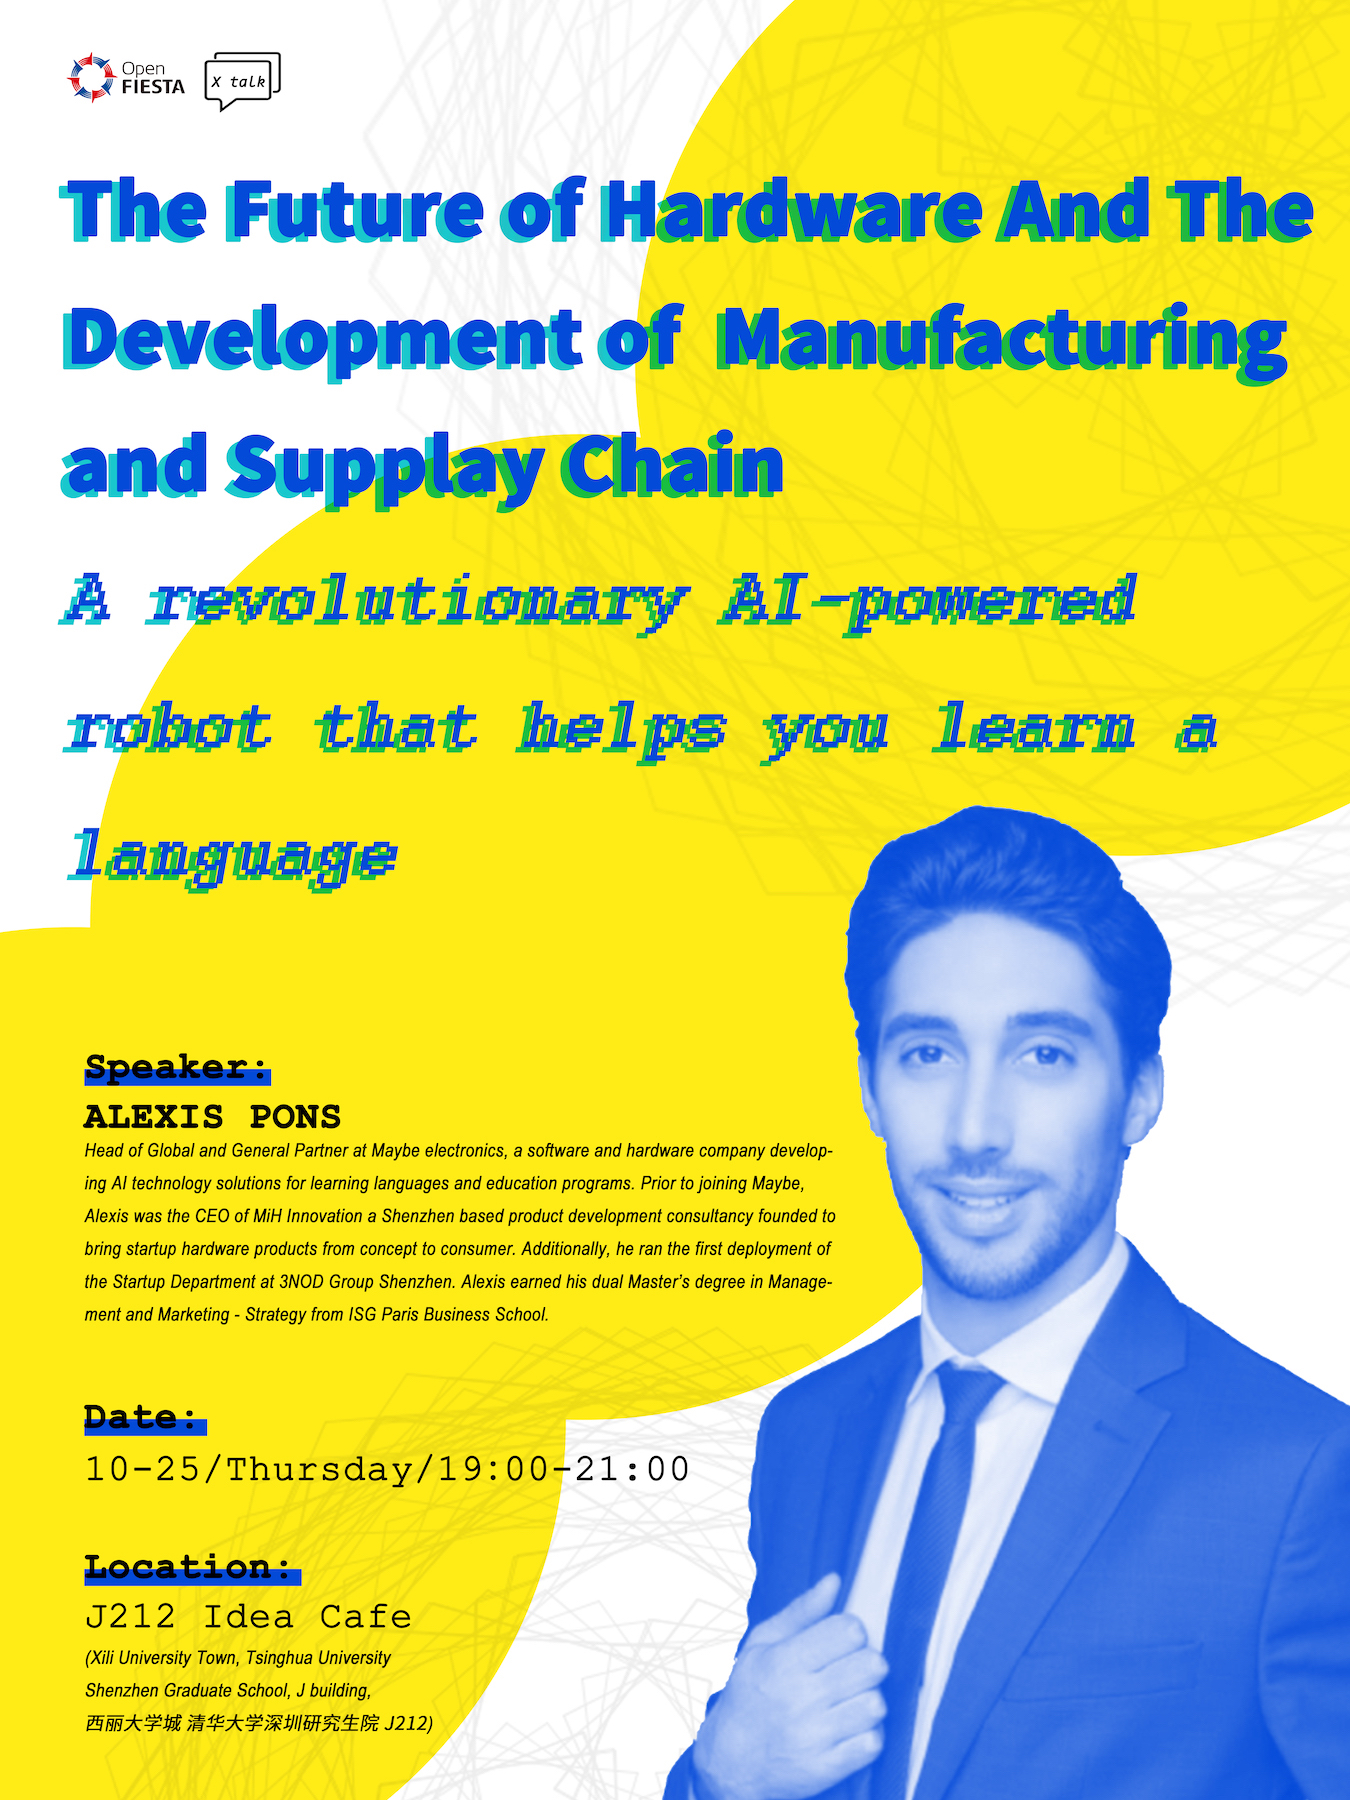 Open
FIESTA
X talk
The Future of Hardware And The
Development of Manufacturing
and Supplay Chain
A revolutionary AI-powered
robot that helps you learn a
language
Speaker:
ALEXIS PONS
Head of Global and General Partner at Maybe electronics, a software and hardware company develop-
ing AI technology solutions for learning languages and education programs. Prior to joining Maybe,
Alexis was the CEO of MiH Innovation a Shenzhen based product development consultancy founded to
bring startup hardware products from concept to consumer. Additionally, he ran the first deployment of
the Startup Department at 3NOD Group Shenzhen. Alexis earned his dual Master’s degree in Manage-
ment and Marketing - Strategy from ISG Paris Business School.
Date:
10-25/Thursday/19:00-21:00
Location:
J212 Idea Cafe
(Xili University Town, Tsinghua University
Shenzhen Graduate School, J building,
西丽大学城 清华大学深圳研究生院 J212)